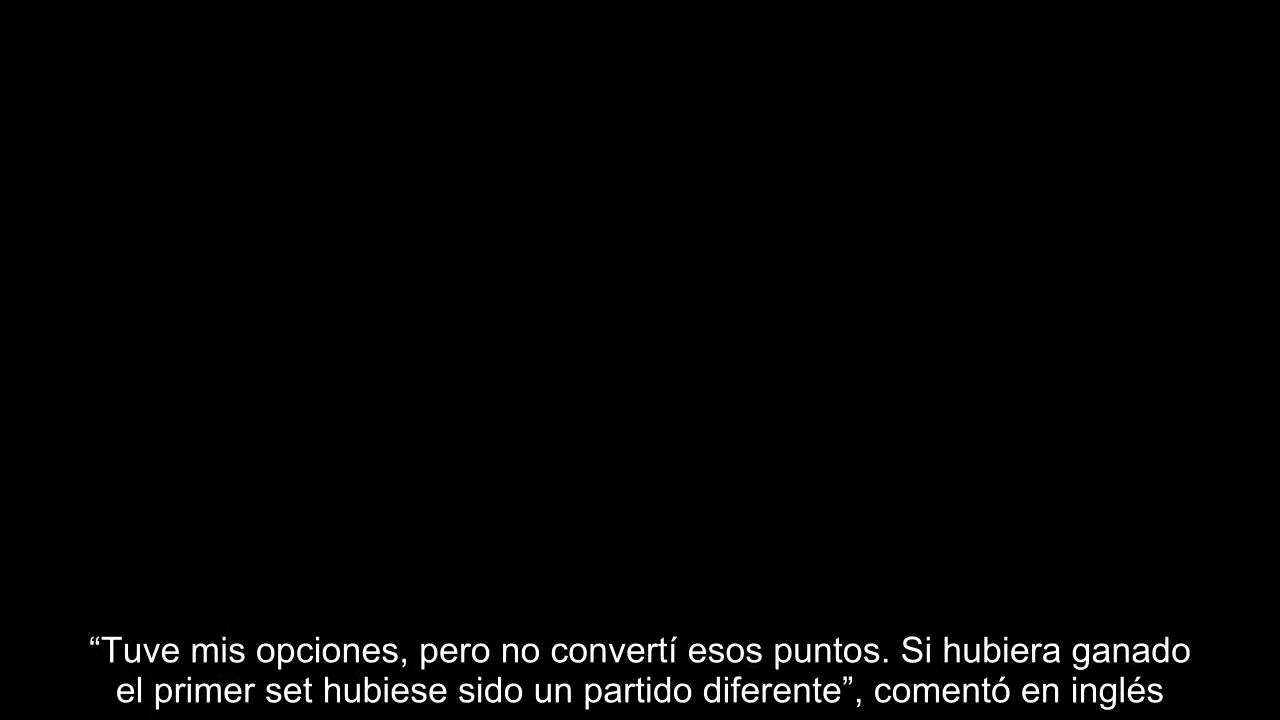 “Tuve mis opciones, pero no convertí esos puntos. Si hubiera ganado
el primer set hubiese sido un partido diferente”, comentó en inglés